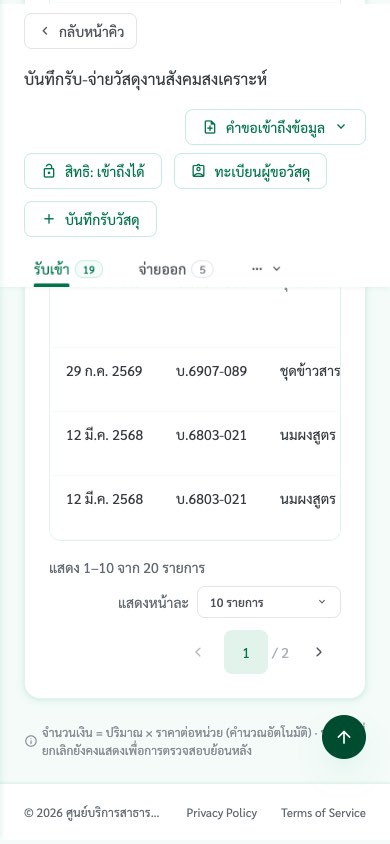 กลับหน้าคิว
บันทึกรับ-จ่ายวัสดุงานสังคมสงเคราะห์
คำขอเข้าถึงข้อมูล
สิทธิ: เข้าถึงได้
ทะเบียนผู้ขอวัสดุ
+ บันทึกรับวัสดุ
รับเข้า 19 จ่ายออก 5 ...
29 ก.ค. 2569 บ.6907-089 ชุดข้าวสาร
12 มี.ค. 2568 บ.6803-021 นมผงสูตร
12 มี.ค. 2568 บ.6803-021 นมผงสูตร
แสดง 1–10 จาก 20 รายการ
แสดงหน้าละ 10 รายการ
1 / 2
จำนวนเงิน = ปริมาณ × ราคาต่อหน่วย (คำนวณอัตโนมัติ) ·
ยกเลิกยังคงแสดงเพื่อการตรวจสอบย้อนหลัง
© 2026 ศูนย์บริการสาธาร... Privacy Policy Terms of Service